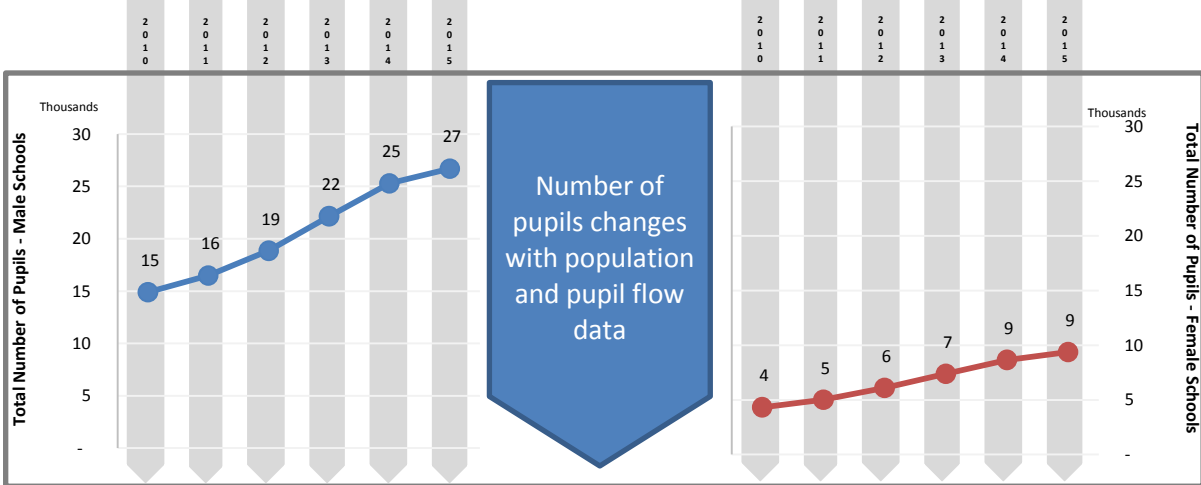 2010 2011 2012 2013 2014 2015
2010 2011 2012 2013 2014 2015
Total Number of Pupils - Male Schools
Thousands
30
25
20
15
10
5
-
15 16 19 22 25 27
Number of
pupils changes
with population
and pupil flow
data
4 5 6 7 9 9
Thousands
30
25
20
15
10
5
-
Total Number of Pupils - Female Schools